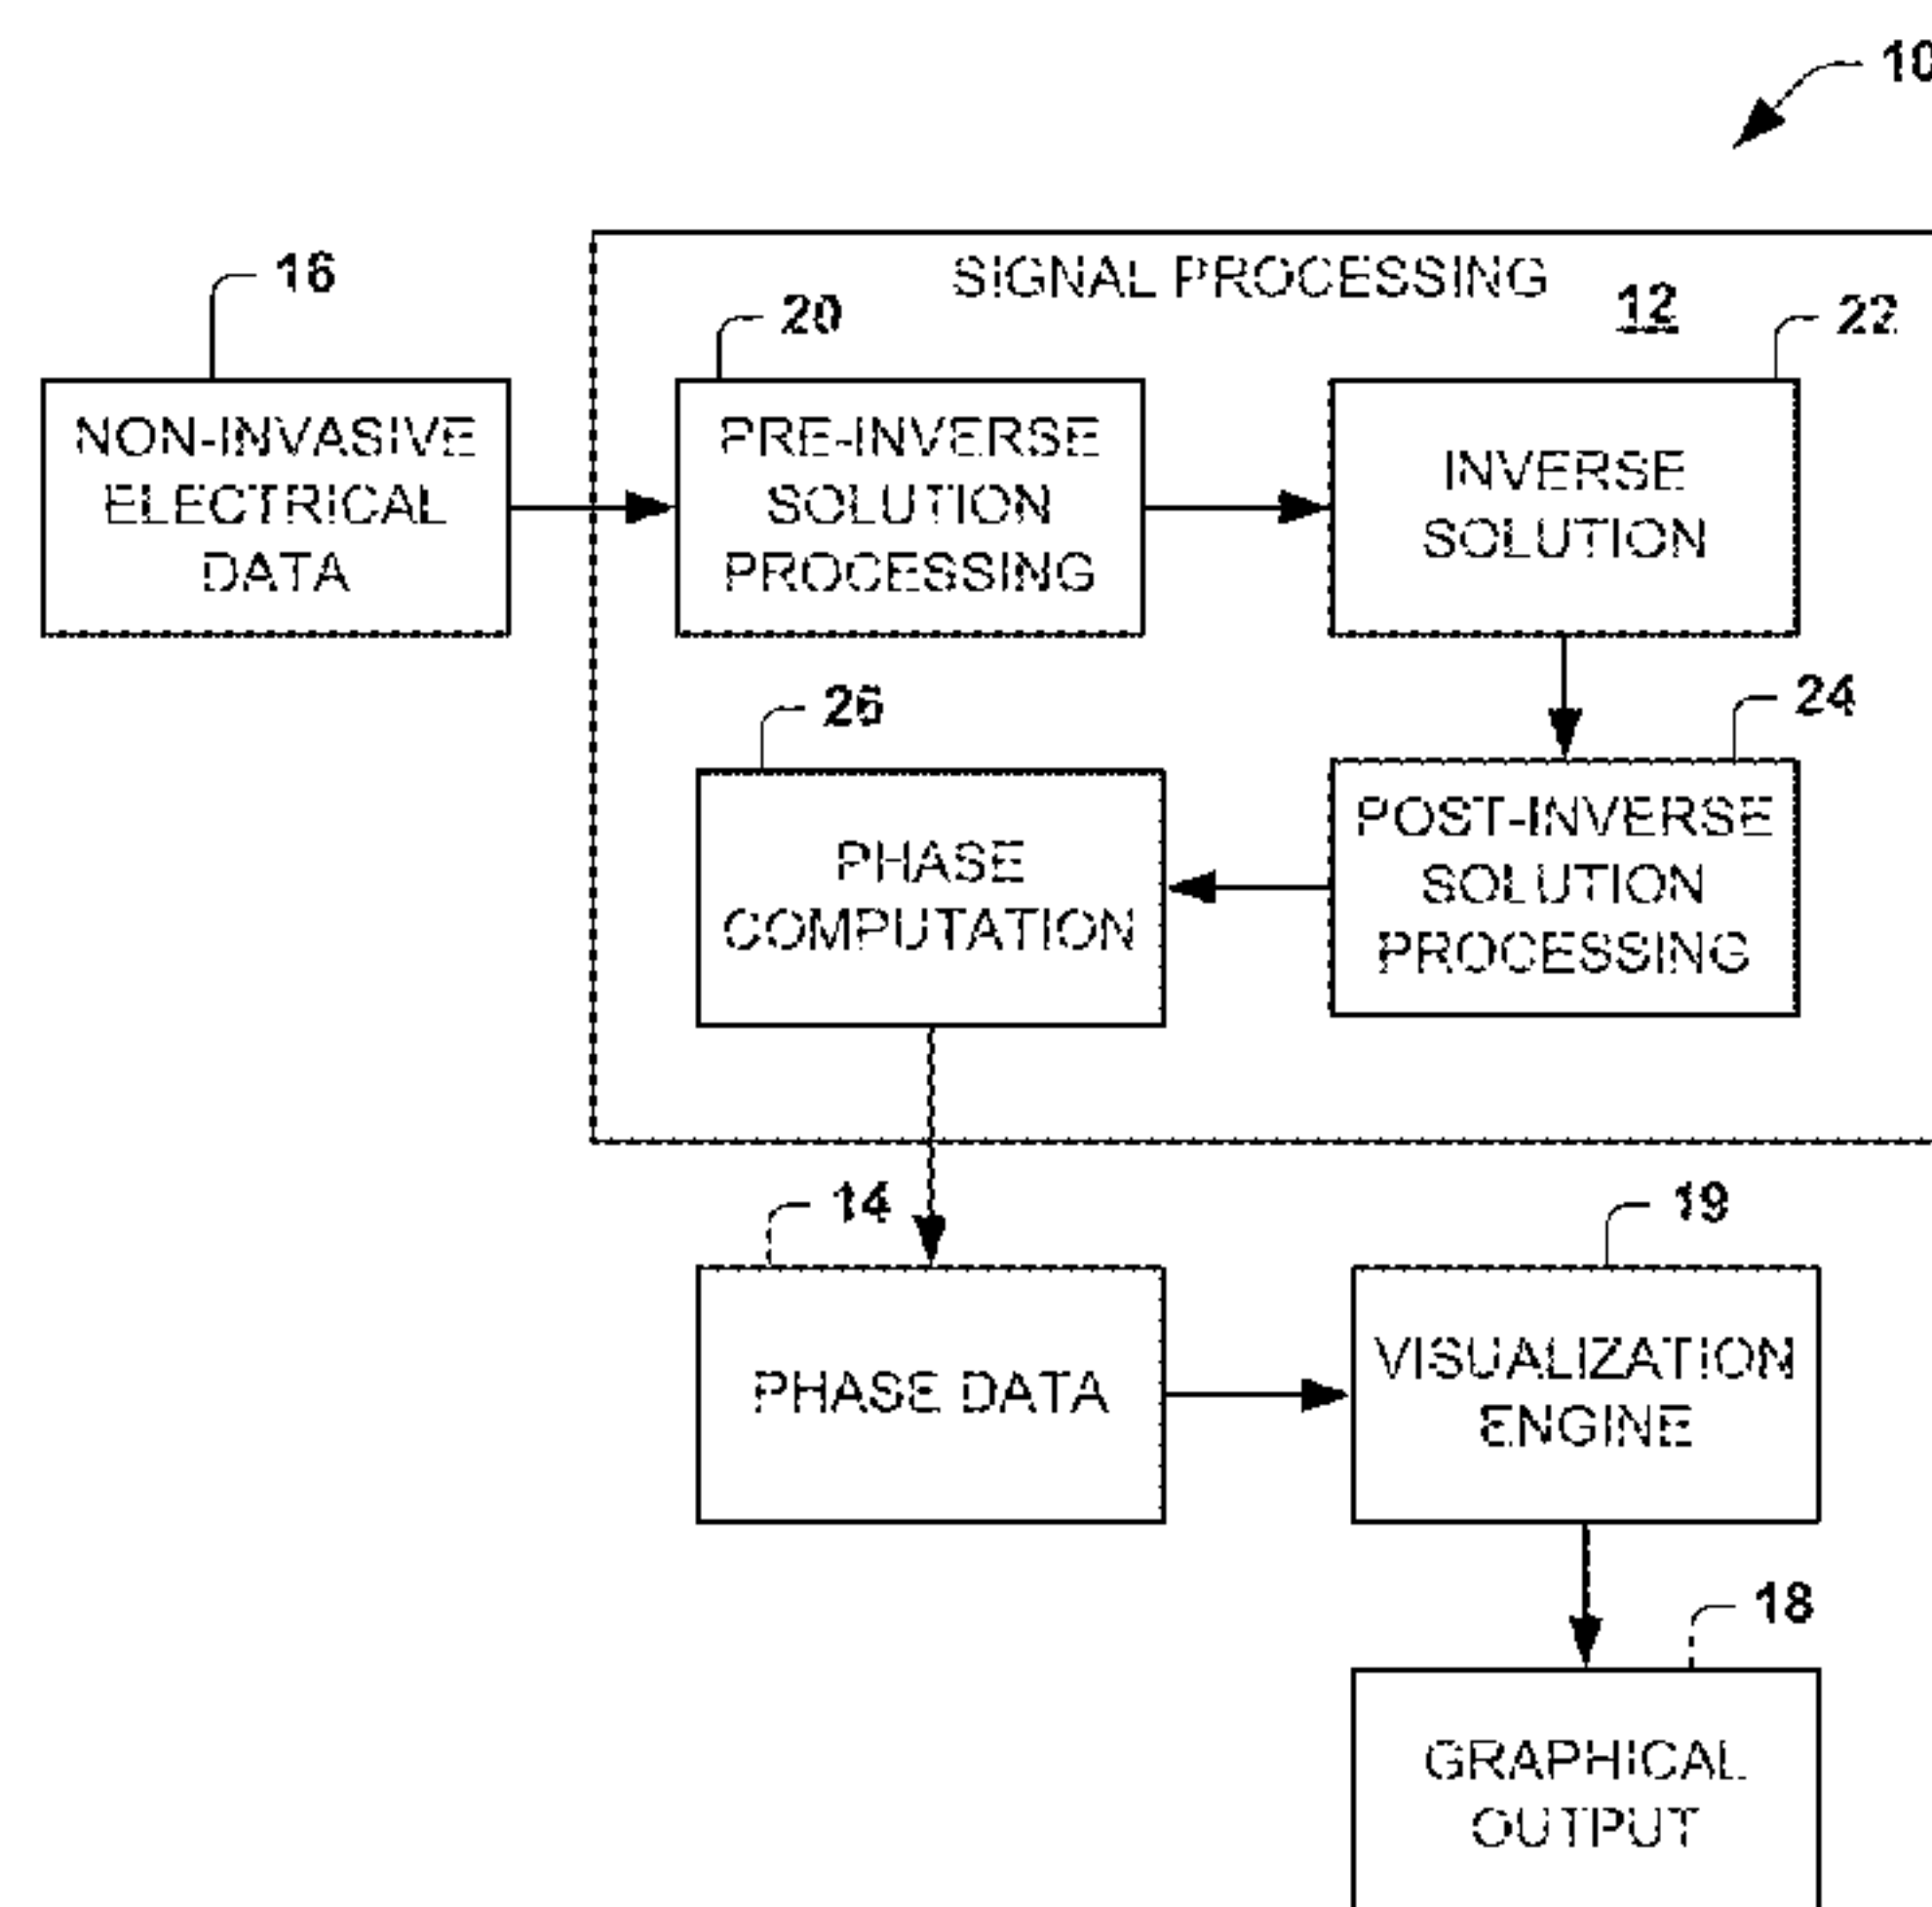 10
SIGNAL PROCESSING
12
16
20
22
NON-INVASIVE
ELECTRICAL
DATA
PRE-INVERSE
SOLUTION
PROCESSING
INVERSE
SOLUTION
26
24
PHASE
COMPUTATION
POST-INVERSE
SOLUTION
PROCESSING
14
19
PHASE DATA
VISUALIZATION
ENGINE
18
GRAPHICAL
OUTPUT